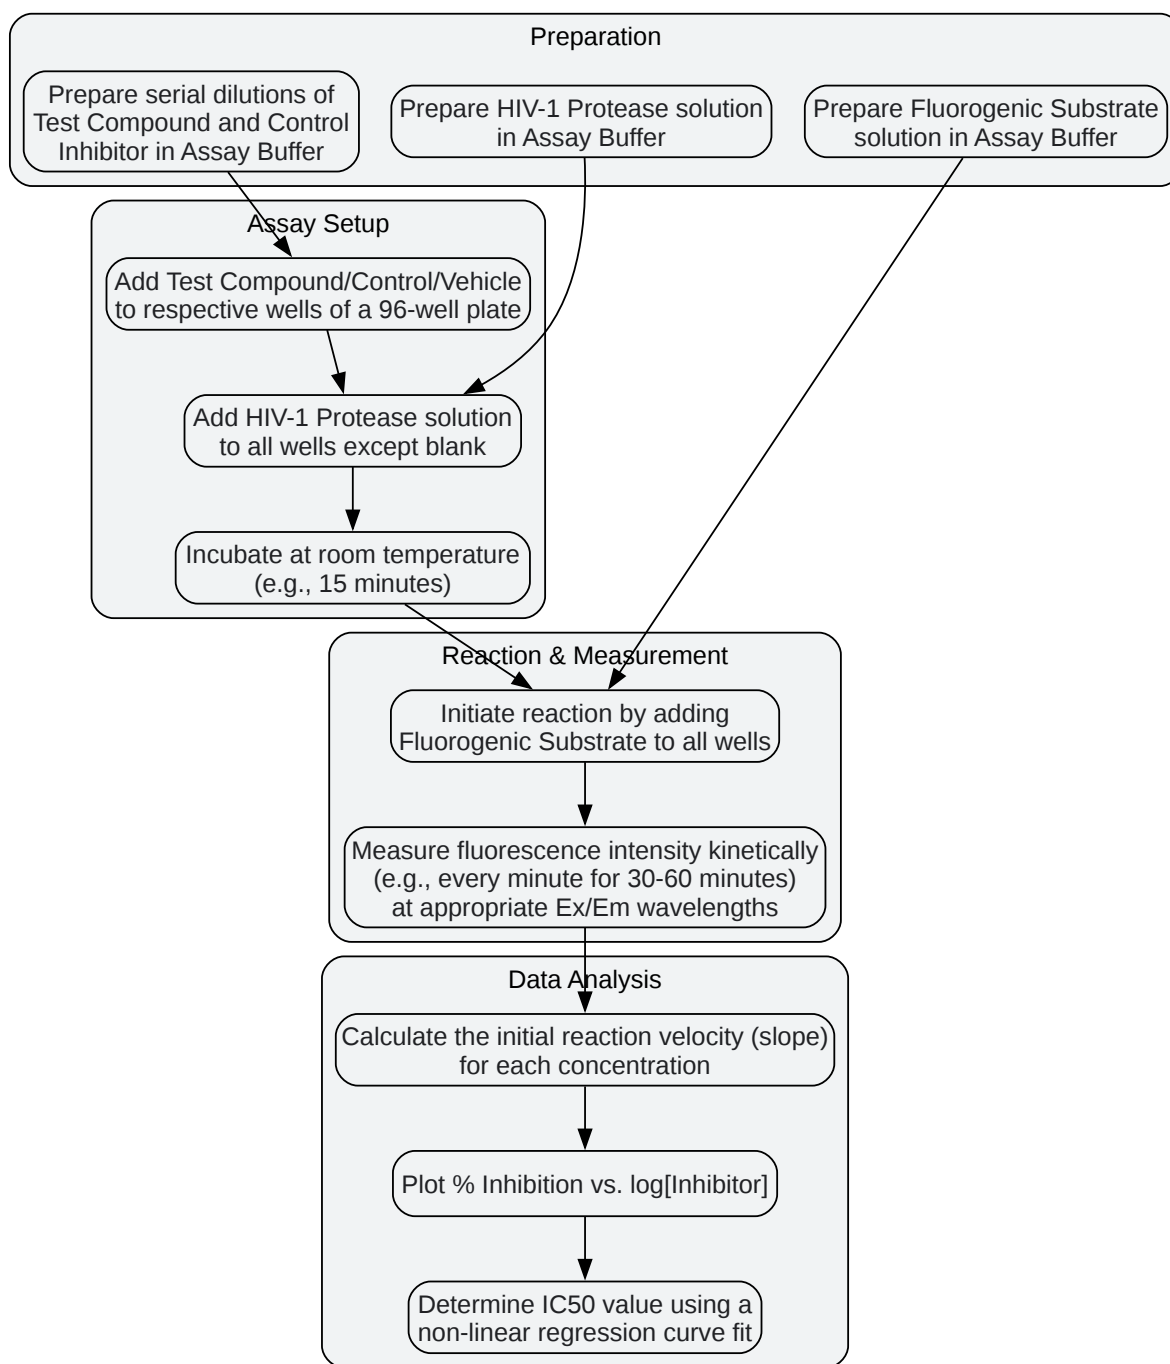 Preparation
Prepare serial dilutions of
Test Compound and Control
Inhibitor in Assay Buffer
Prepare HIV-1 Protease solution
in Assay Buffer
Prepare Fluorogenic Substrate
solution in Assay Buffer
Assay Setup
Add Test Compound/Control/Vehicle
to respective wells of a 96-well plate
Add HIV-1 Protease solution
to all wells except blank
Incubate at room temperature
(e.g., 15 minutes)
Reaction & Measurement
Initiate reaction by adding
Fluorogenic Substrate to all wells
Measure fluorescence intensity kinetically
(e.g., every minute for 30-60 minutes)
at appropriate Ex/Em wavelengths
Data Analysis
Calculate the initial reaction velocity (slope)
for each concentration
Plot % Inhibition vs. log[Inhibitor]
Determine IC50 value using a
non-linear regression curve fit